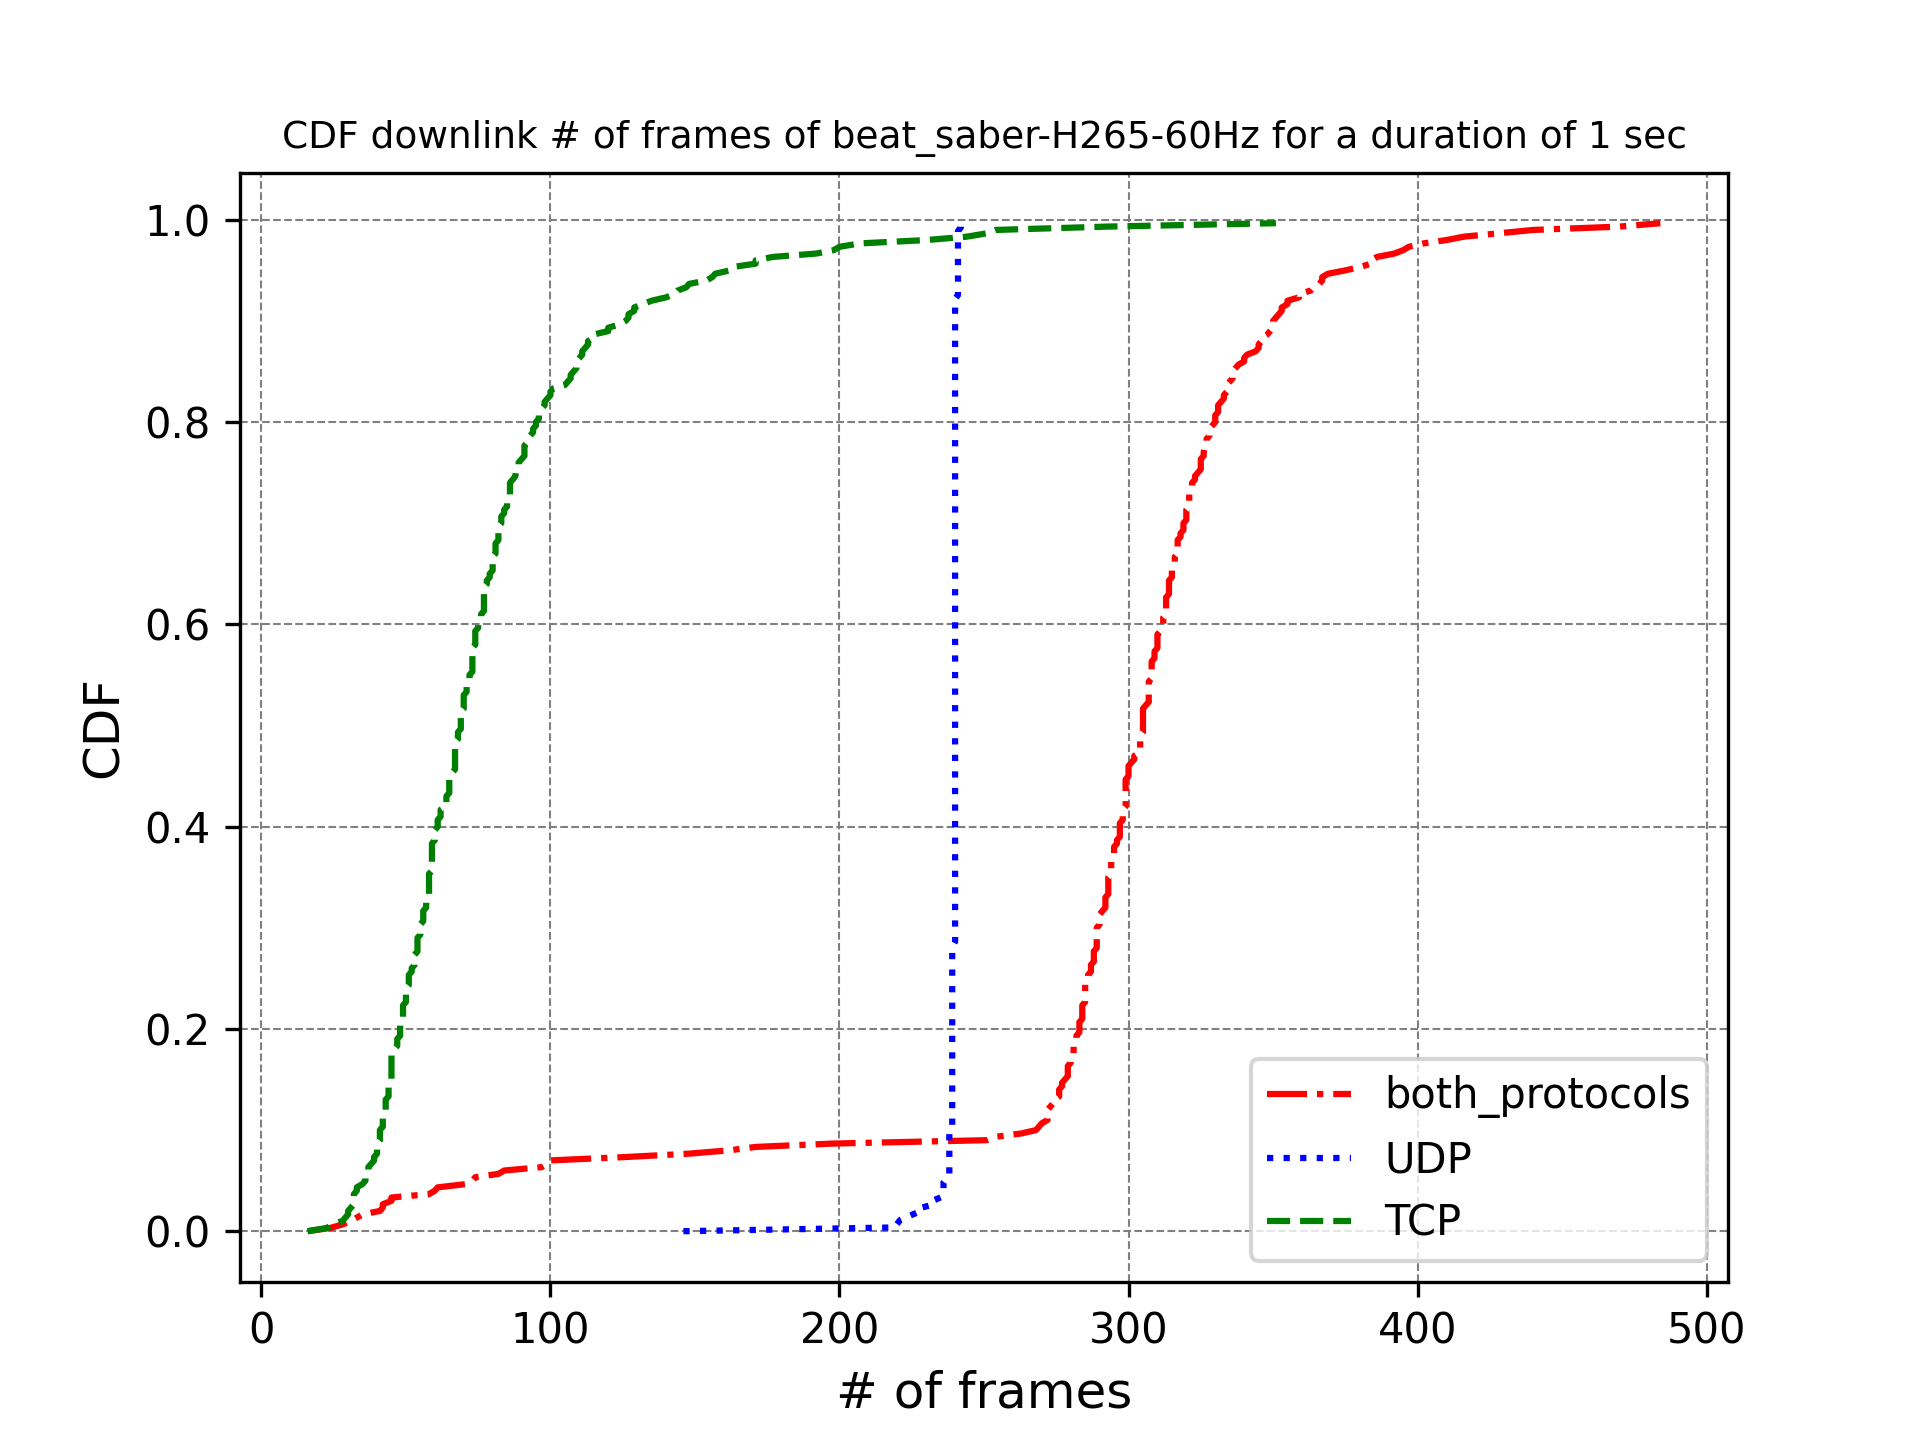 CDF downlink # of frames of beat_saber-H265-60Hz for a duration of 1 sec
1.0
0.8
0.6
0.4
0.2
0.0
CDF
both_protocols
UDP
TCP
0 100 200 300 400 500
# of frames